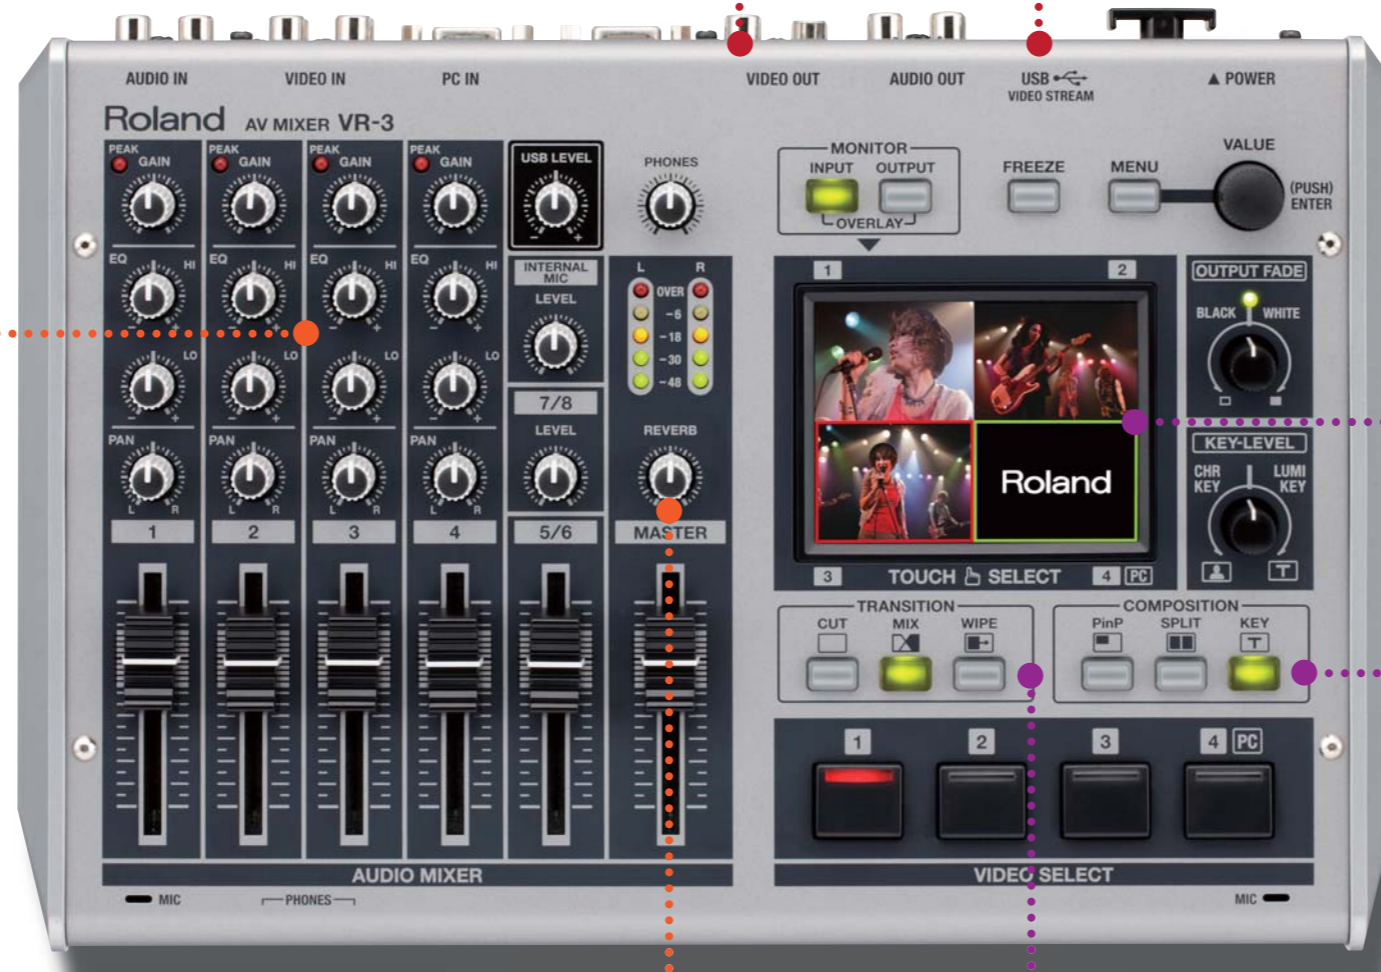 AUDIO IN VIDEO IN PC IN VIDEO OUT AUDIO OUT USB ▲ POWER
VIDEO STREAM
Roland AV MIXER VR-3
PEAK GAIN PEAK GAIN PEAK GAIN PEAK GAIN
USB LEVEL
- +
PHONES
MONITOR
INPUT OUTPUT
OVERLAY
FREEZE MENU VALUE
(PUSH)
ENTER
EQ HI EQ HI EQ HI EQ HI
- + - + - + - +
LO LO LO LO
- + - + - + - +
PAN PAN PAN PAN
L R L R L R L R
INTERNAL
MIC
LEVEL
7/8
LEVEL
L R
OVER
-6
-18
-30
-48
REVERB
1 2 3 4 5/6 MASTER
1 2
Roland
3 TOUCH SELECT 4 PC
OUTPUT FADE
BLACK WHITE
KEY-LEVEL
CHR
KEY
LUMI
KEY
T
TRANSITION
CUT MIX WIPE
COMPOSITION
PinP SPLIT KEY
T
1 2 3 4 PC
AUDIO MIXER VIDEO SELECT
MIC PHONES MIC